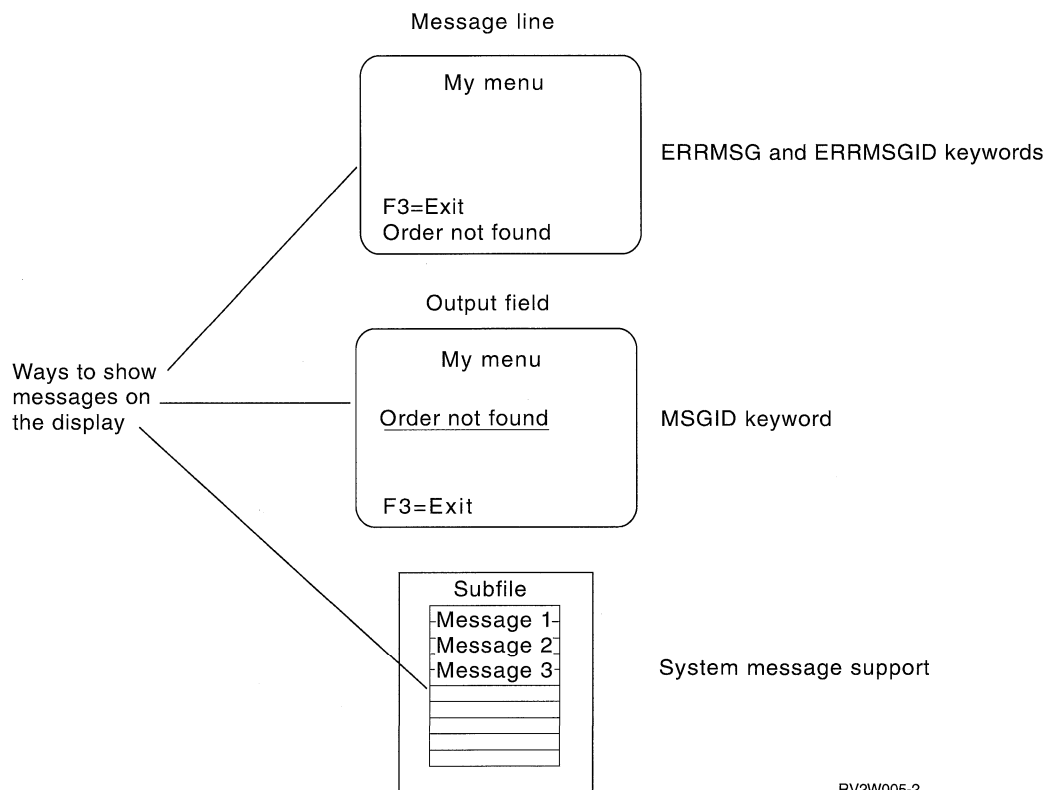 Message line
My menu
ERRMSG and ERRMSGID keywords
F3=Exit
Order not found
Output field
My menu
Ways to show
messages on
the display
Order not found
MSGID keyword
F3=Exit
Subfile
Message 1
Message 2
Message 3
System message support